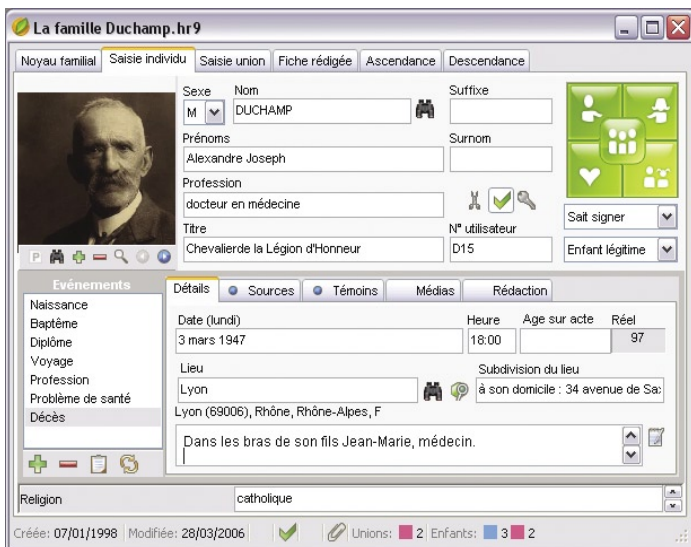 La famille Duchamp.hr9
Noyau familial Saisie individu Saisie union Fiche rédigée Ascendance Descendance
Sexe Nom Suffixe
M DUCHAMP
Prénoms Surnom
Alexandre Joseph
Profession
docteur en médecine
Sait signer
Titre N° utilisateur
Chevalierde la Légion d'Honneur D15 Enfant légitime
P
Evénements
Détails Sources Témoins Médias Rédaction
Naissance
Baptême
Diplôme
Voyage
Profession
Problème de santé
Décès
Date (lundi) Heure Age sur acte Réel
3 mars 1947 18:00 97
Lieu Subdivision du lieu
Lyon à son domicile : 34 avenue de Sa
Lyon (69006), Rhône, Rhône-Alpes, F
Dans les bras de son fils Jean-Marie, médecin.
Religion catholique
Créée: 07/01/1998 Modifiée: 28/03/2006 Unions: 2 Enfants: 3 2